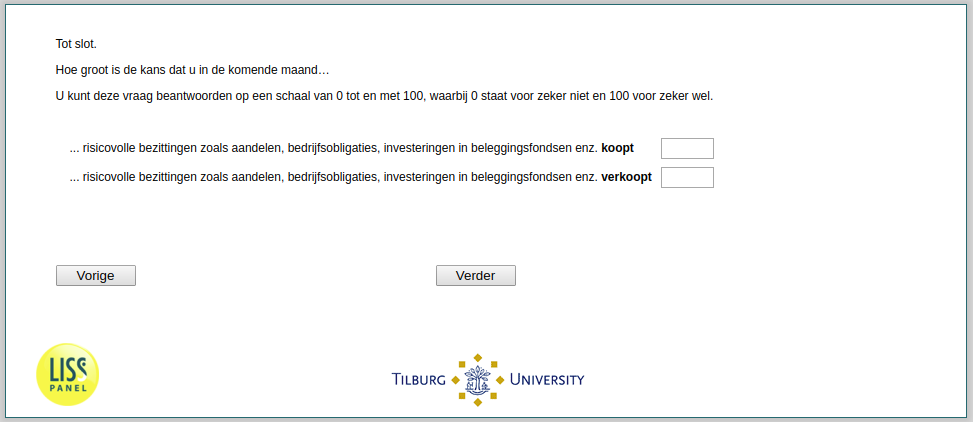 Tot slot.
Hoe groot is de kans dat u in de komende maand…
U kunt deze vraag beantwoorden op een schaal van 0 tot en met 100, waarbij 0 staat voor zeker niet en 100 voor zeker wel.
... risicovolle bezittingen zoals aandelen, bedrijfsobligaties, investeringen in beleggingsfondsen enz. koopt
... risicovolle bezittingen zoals aandelen, bedrijfsobligaties, investeringen in beleggingsfondsen enz. verkoopt
Vorige
Verder
LISS
PANEL
TILBURG UNIVERSITY